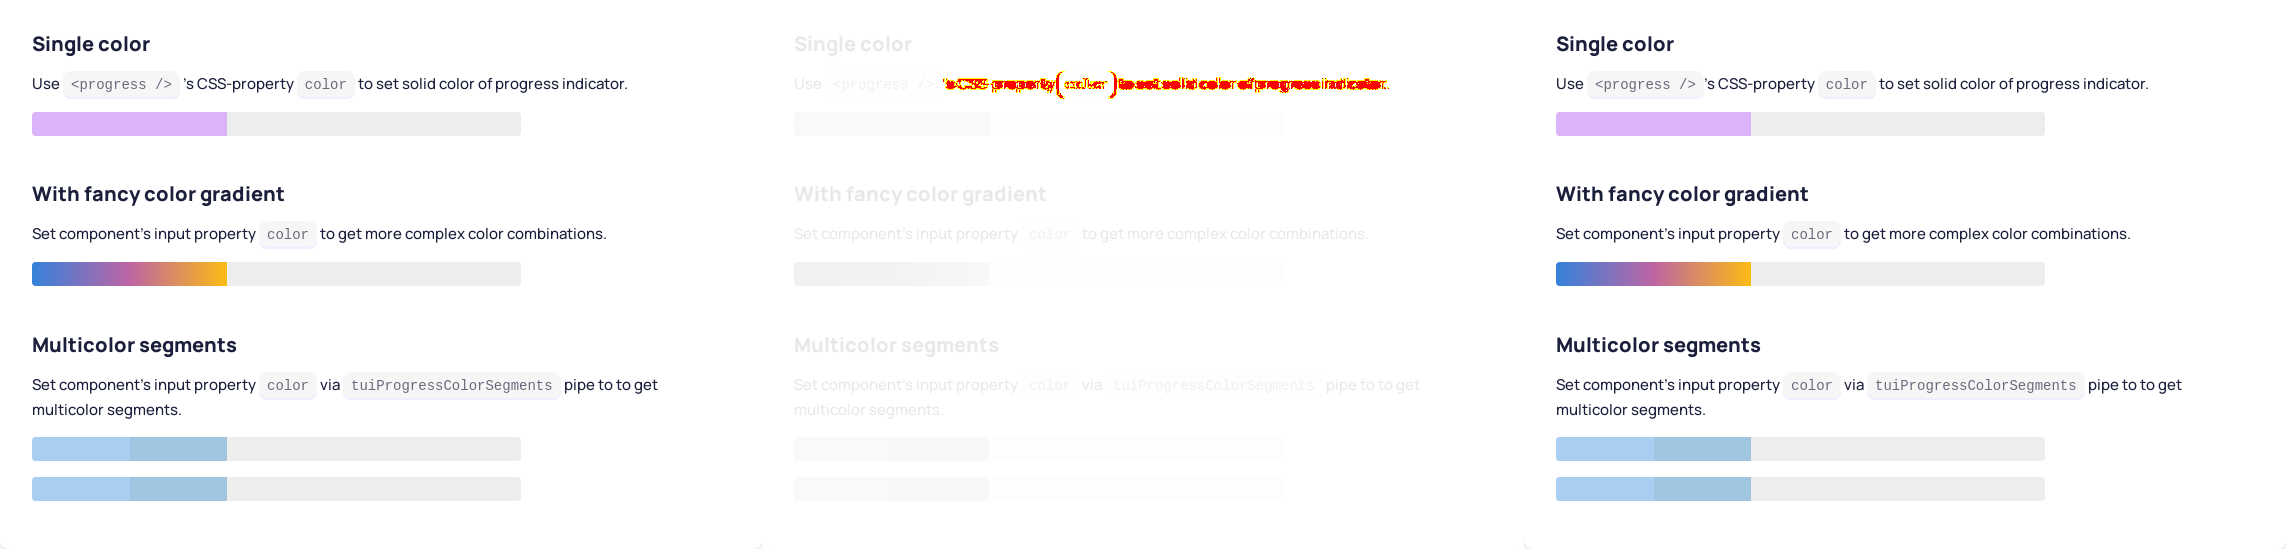 Single color
Use <progress /> 's CSS-property color to set solid color of progress indicator.
With fancy color gradient
Set component's input property color to get more complex color combinations.
Multicolor segments
Set component's input property color via tuiProgressColorSegments pipe to to get
multicolor segments.
Single color
Use <progress /> 's CSS-property color to set solid color of progress indicator.
With fancy color gradient
Set component's input property color to get more complex color combinations.
Multicolor segments
Set component's input property color via tuiProgressColorSegments pipe to to get
multicolor segments.
Single color
Use <progress />'s CSS-property color to set solid color of progress indicator.
With fancy color gradient
Set component's input property color to get more complex color combinations.
Multicolor segments
Set component's input property color via tuiProgressColorSegments pipe to to get
multicolor segments.